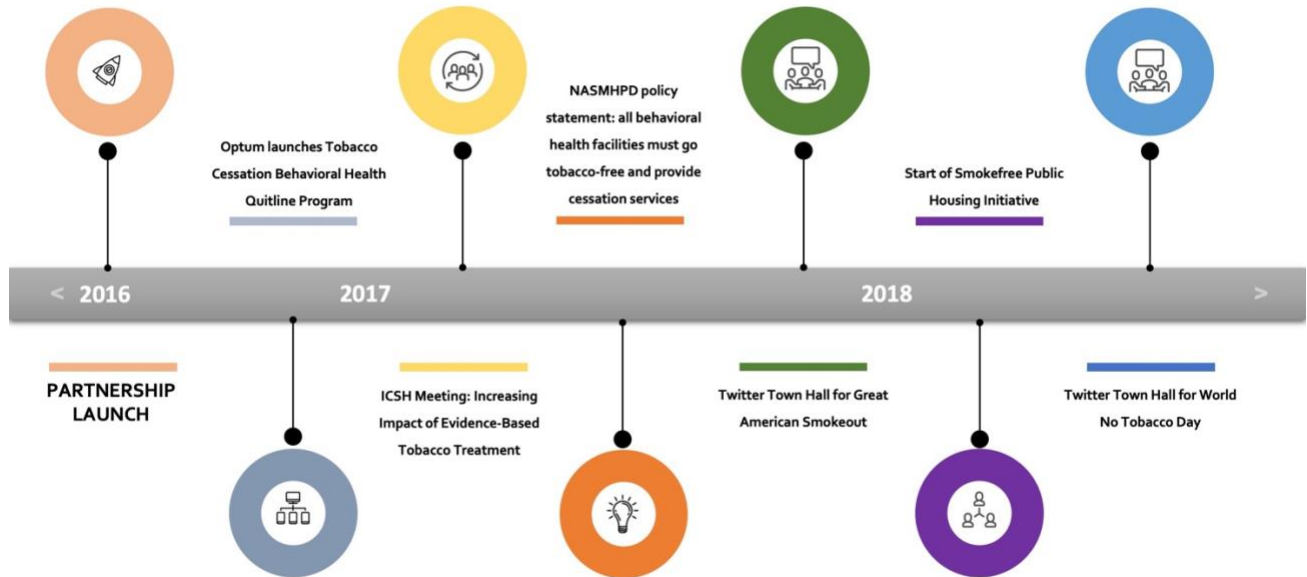 Optum launches Tobacco
Cessation Behavioral Health
Quitline Program
NASMHPD policy
statement: all behavioral
health facilities must go
tobacco-free and provide
cessation services
Start of Smokefree Public
Housing Initiative
< 2016 2017 2018 >
PARTNERSHIP
LAUNCH
ICSH Meeting: Increasing
Impact of Evidence-Based
Tobacco Treatment
Twitter Town Hall for Great
American Smokeout
Twitter Town Hall for World
No Tobacco Day